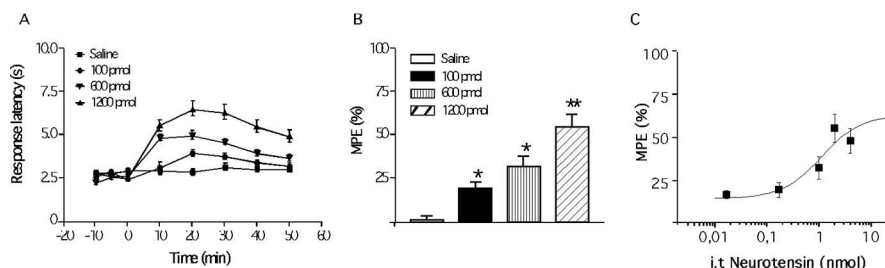 A
Response latency (s)
10.0
7.5
5.0
2.5
0
-20 -10 0 10 20 30 40 50 60
Time (min)
Saline
100 pmol
600 pmol
1200 pmol
B
MPE (%)
100
75
50
25
Saline
100 pmol
600 pmol
1200 pmol
* * **
C
MPE (%)
100
75
50
25
0,01 0,1 1 10
i.t Neurotensin (nmol)